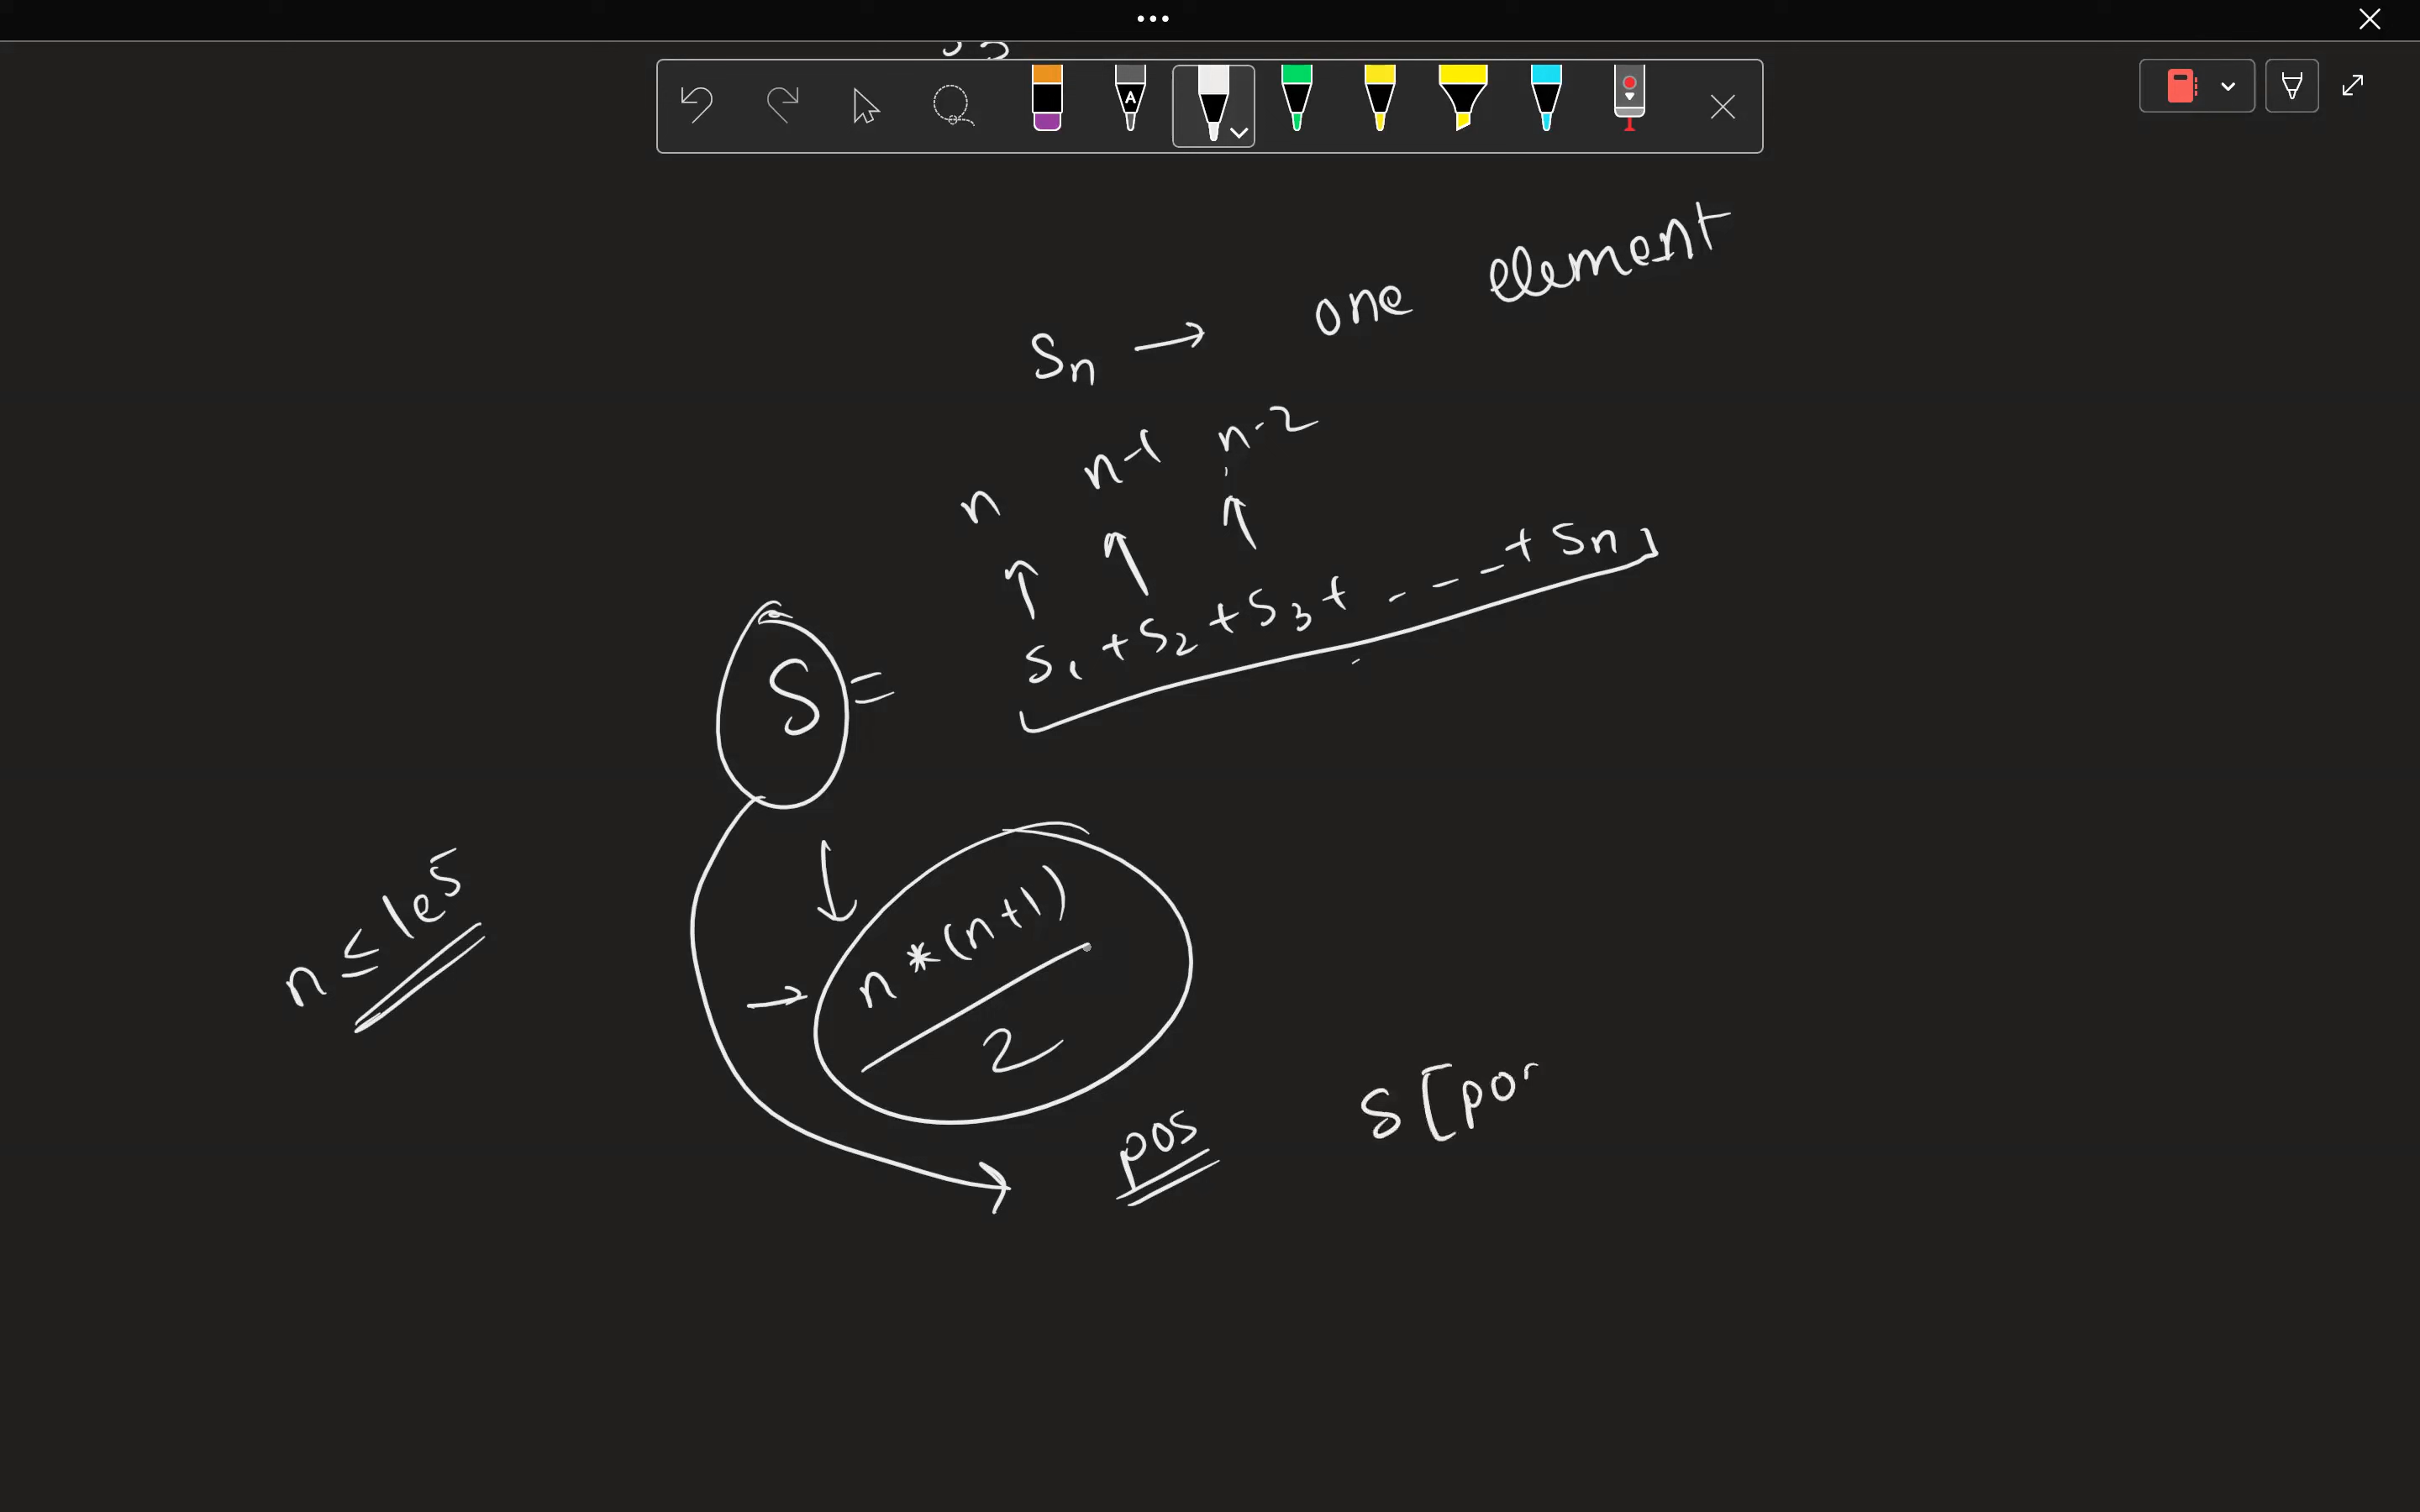 Sn → one element
n n-1 n-2
S = s1 + s2 + s3 + - - - + sn
n ≤ 1e5
n*(n+1)
2
pos
S[po